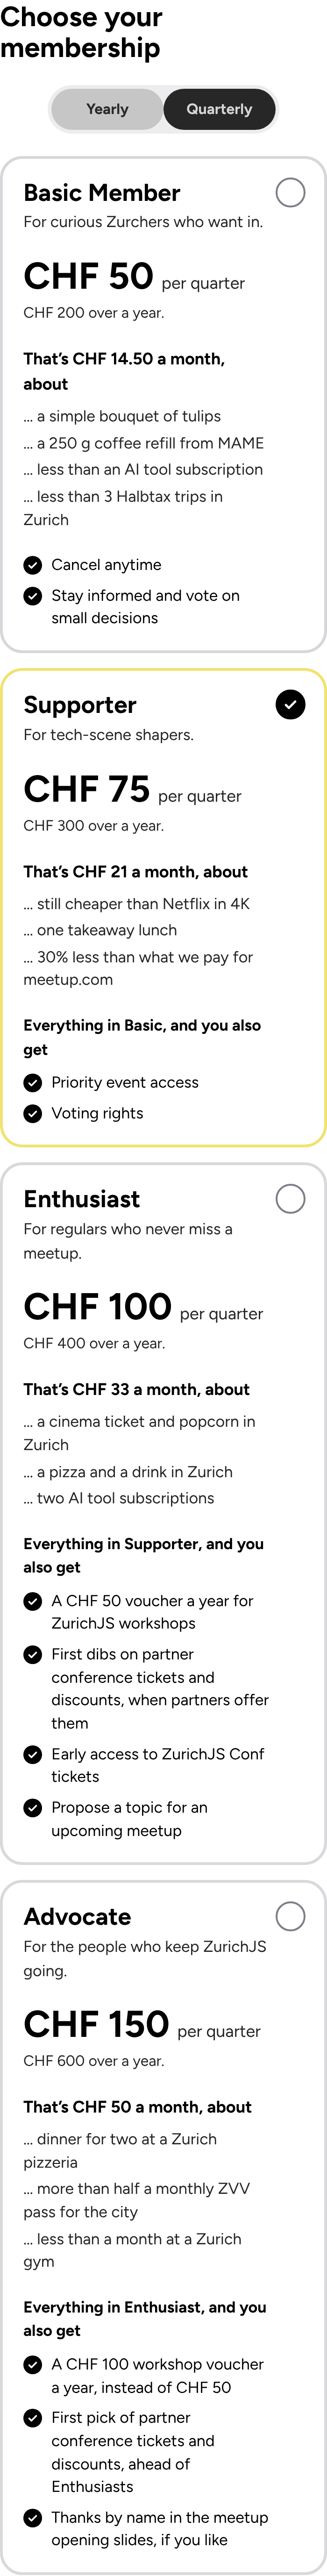 Choose your
membership
Yearly
Quarterly
Basic Member
For curious Zurchers who want in.
CHF 50 per quarter
CHF 200 over a year.
That's CHF 14.50 a month,
about
... a simple bouquet of tulips
... a 250 g coffee refill from MAME
... less than an AI tool subscription
... less than 3 Halbtax trips in
Zurich
Cancel anytime
Stay informed and vote on
small decisions
Supporter
For tech-scene shapers.
CHF 75 per quarter
CHF 300 over a year.
That's CHF 21 a month, about
... still cheaper than Netflix in 4K
... one takeaway lunch
... 30% less than what we pay for
meetup.com
Everything in Basic, and you also
get
Priority event access
Voting rights
Enthusiast
For regulars who never miss a
meetup.
CHF 100 per quarter
CHF 400 over a year.
That's CHF 33 a month, about
... a cinema ticket and popcorn in
Zurich
... a pizza and a drink in Zurich
... two AI tool subscriptions
Everything in Supporter, and you
also get
A CHF 50 voucher a year for
ZurichJS workshops
First dibs on partner
conference tickets and
discounts, when partners offer
them
Early access to ZurichJS Conf
tickets
Propose a topic for an
upcoming meetup
Advocate
For the people who keep ZurichJS
going.
CHF 150 per quarter
CHF 600 over a year.
That's CHF 50 a month, about
... dinner for two at a Zurich
pizzeria
... more than half a monthly ZVV
pass for the city
... less than a month at a Zurich
gym
Everything in Enthusiast, and you
also get
A CHF 100 workshop voucher
a year, instead of CHF 50
First pick of partner
conference tickets and
discounts, ahead of
Enthusiasts
Thanks by name in the meetup
opening slides, if you like